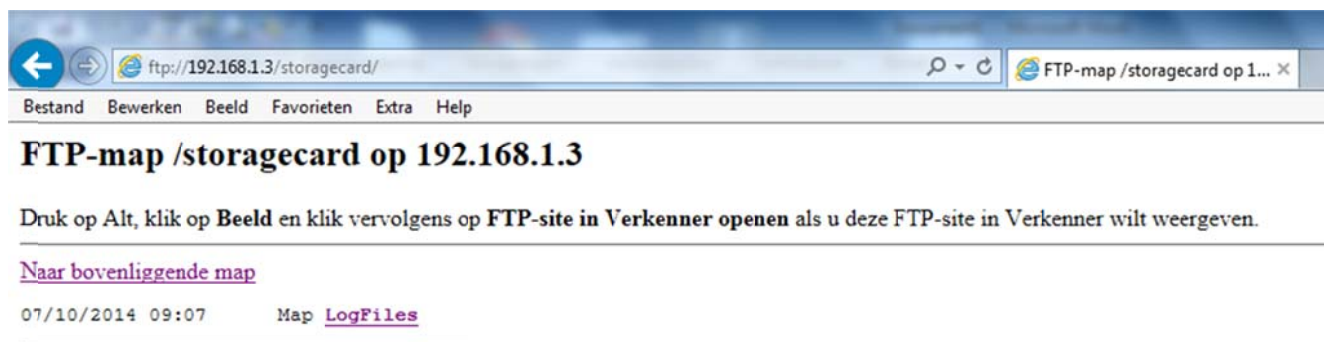 ftp://192.168.1.3/storagecard/
FTP-map /storagecard op 1...
Bestand Bewerken Beeld Favorieten Extra Help
FTP-map /storagecard op 192.168.1.3
Druk op Alt, klik op Beeld en klik vervolgens op FTP-site in Verkenner openen als u deze FTP-site in Verkenner wilt weergeven.
Naar bovenliggende map
07/10/2014 09:07 Map LogFiles